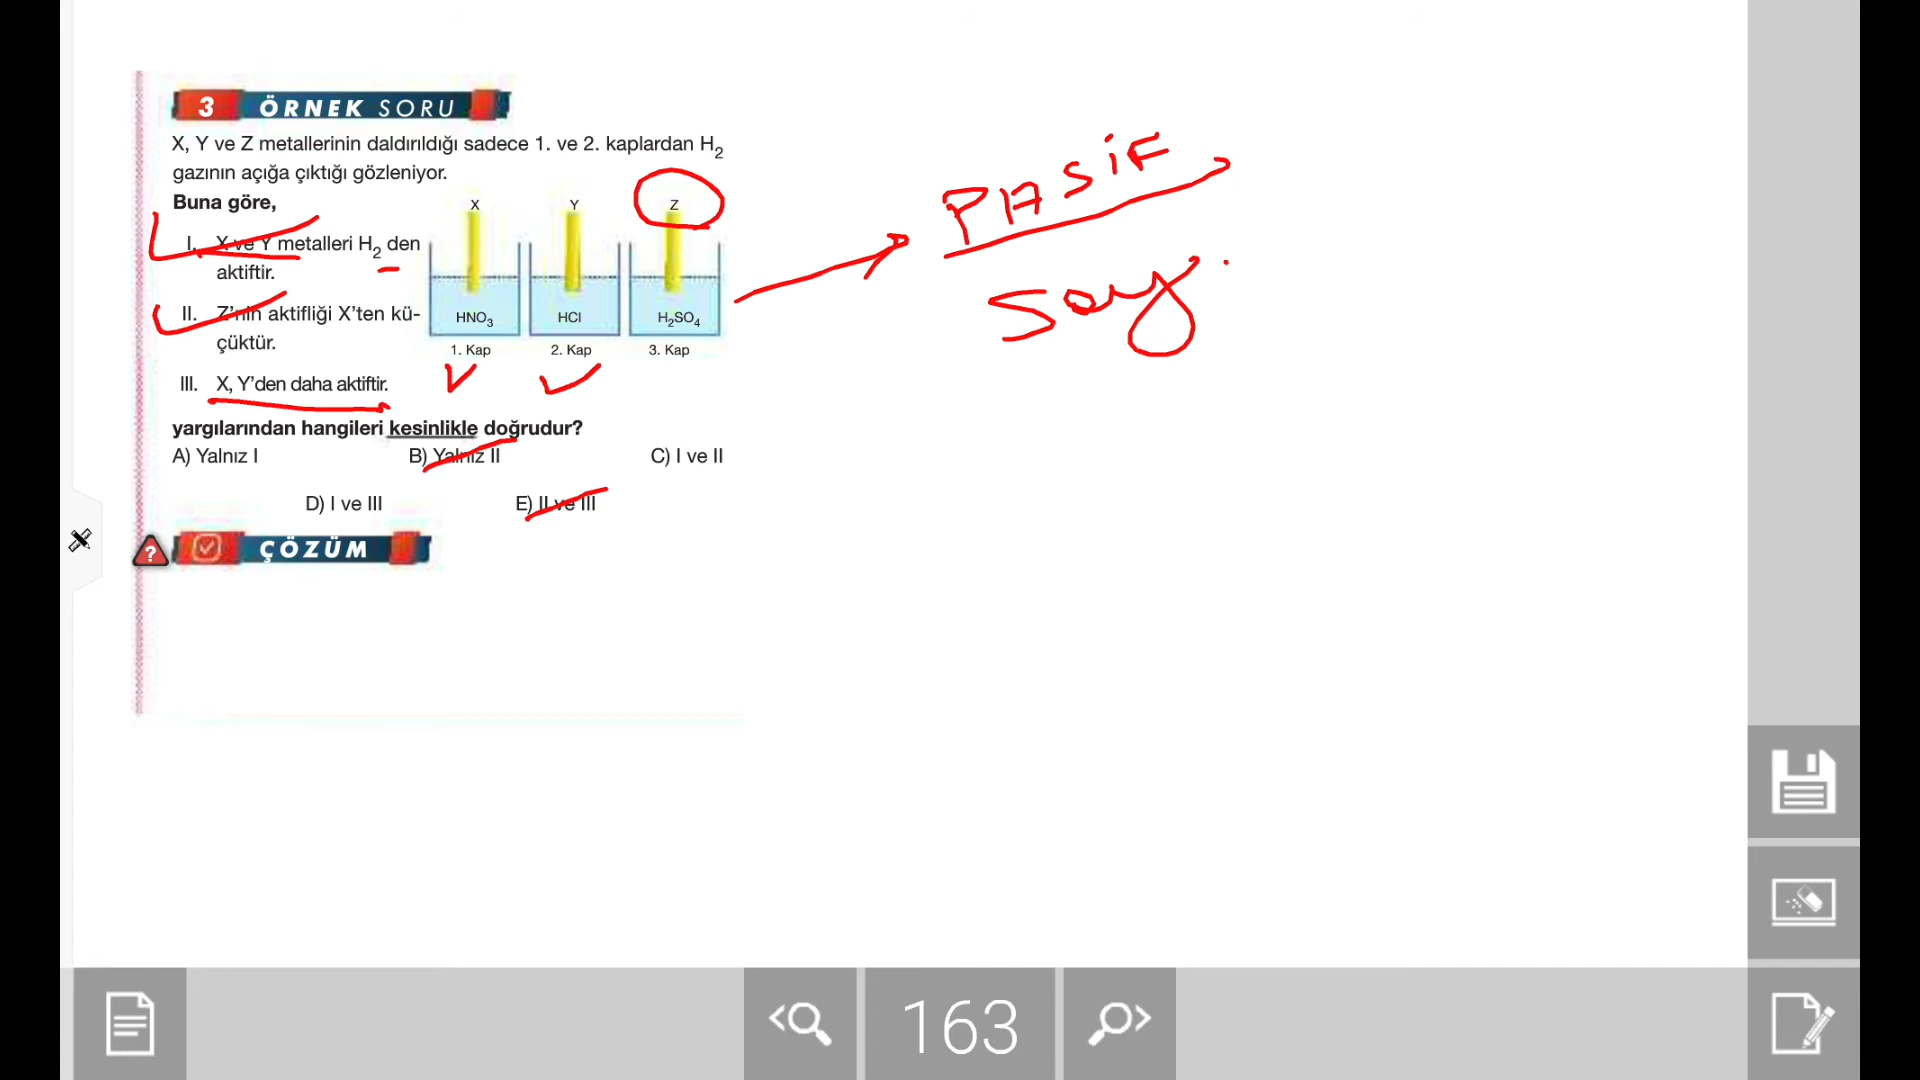 3 ÖRNEK SORU
X, Y ve Z metallerinin daldırıldığı sadece 1. ve 2. kaplardan H2
gazının açığa çıktığı gözleniyor.
Buna göre,
I. X ve Y metalleri H2 den
aktiftir.
II. Z'nin aktifliği X'ten kü-
çüktür.
III. X, Y'den daha aktiftir.
X Y Z
HNO3 HCI H2SO4
1. Kap 2. Kap 3. Kap
yargılarından hangileri kesinlikle doğrudur?
A) Yalnız I B) Yalnız II C) I ve II
D) I ve III E) II ve III
? ÇÖZÜM
PASİF
Soy
163